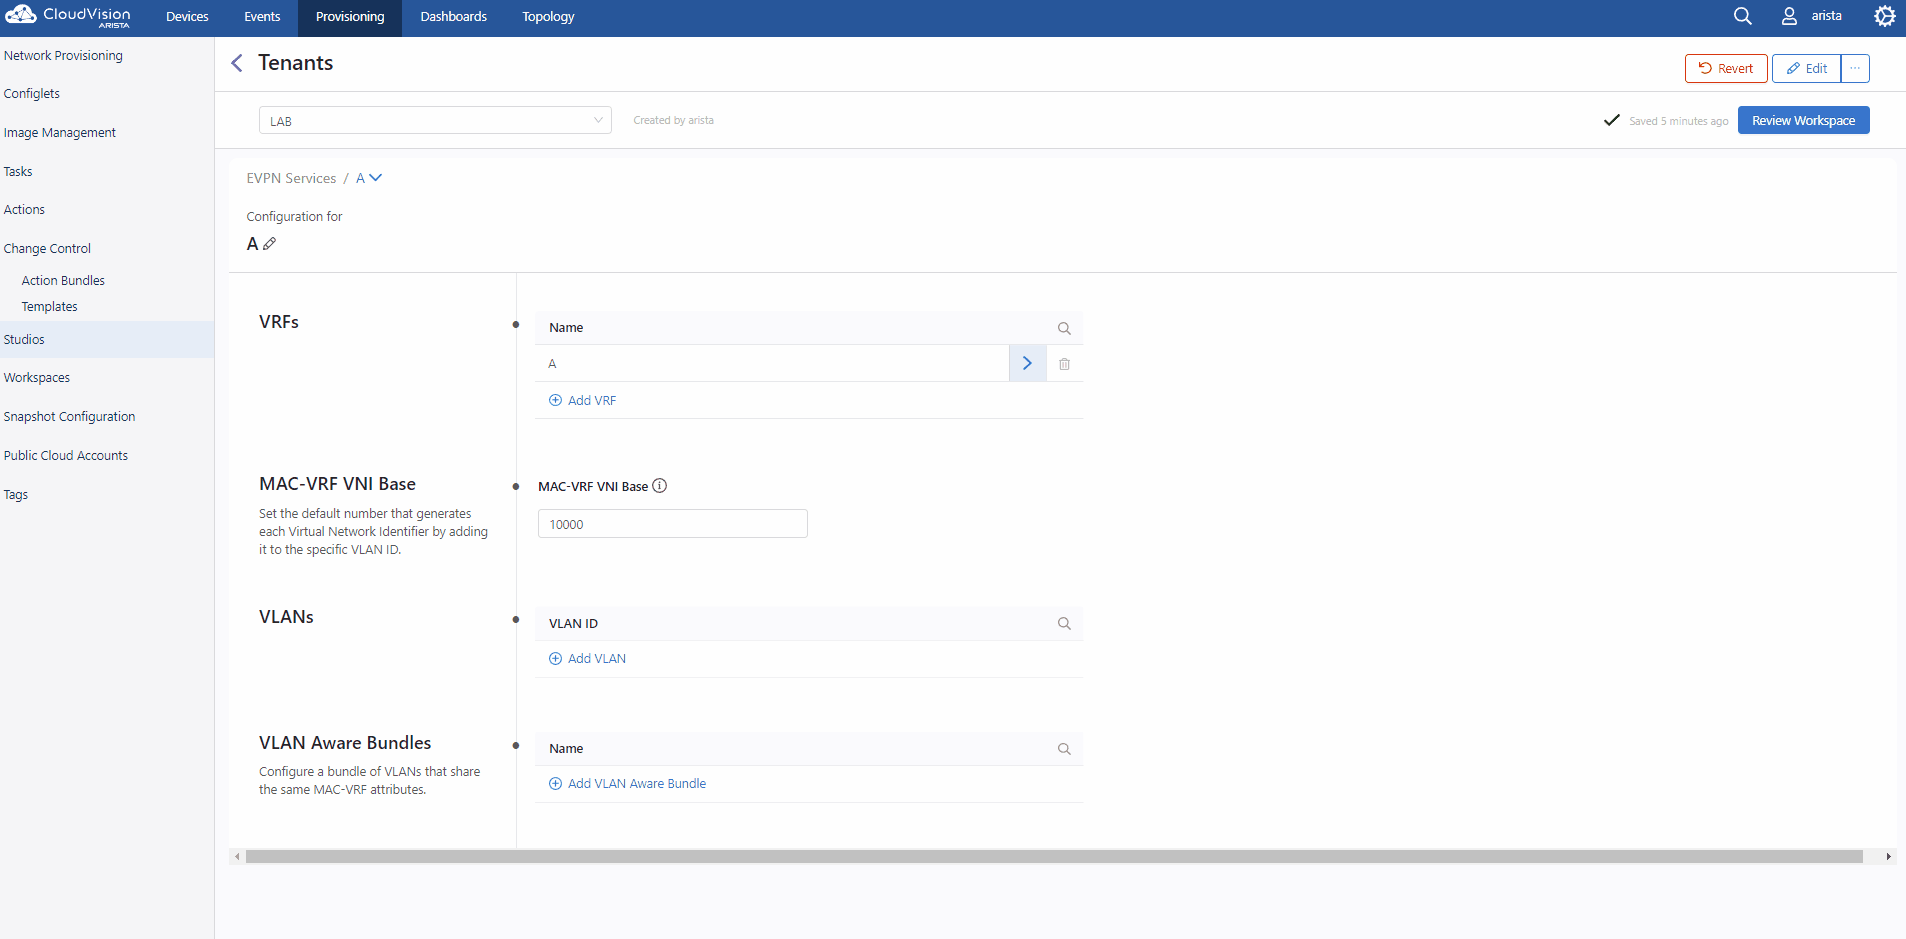 CloudVision
ARISTA
Devices
Events
Provisioning
Dashboards
Topology
arista
Network Provisioning
Configlets
Image Management
Tasks
Actions
Change Control
Action Bundles
Templates
Studios
Workspaces
Snapshot Configuration
Public Cloud Accounts
Tags
Tenants
Revert
Edit
...
LAB
Created by arista
Saved 5 minutes ago
Review Workspace
EVPN Services / A
Configuration for
A
VRFs
Name
A
Add VRF
MAC-VRF VNI Base
Set the default number that generates
each Virtual Network Identifier by adding
it to the specific VLAN ID.
MAC-VRF VNI Base
10000
VLANs
VLAN ID
Add VLAN
VLAN Aware Bundles
Configure a bundle of VLANs that share
the same MAC-VRF attributes.
Name
Add VLAN Aware Bundle